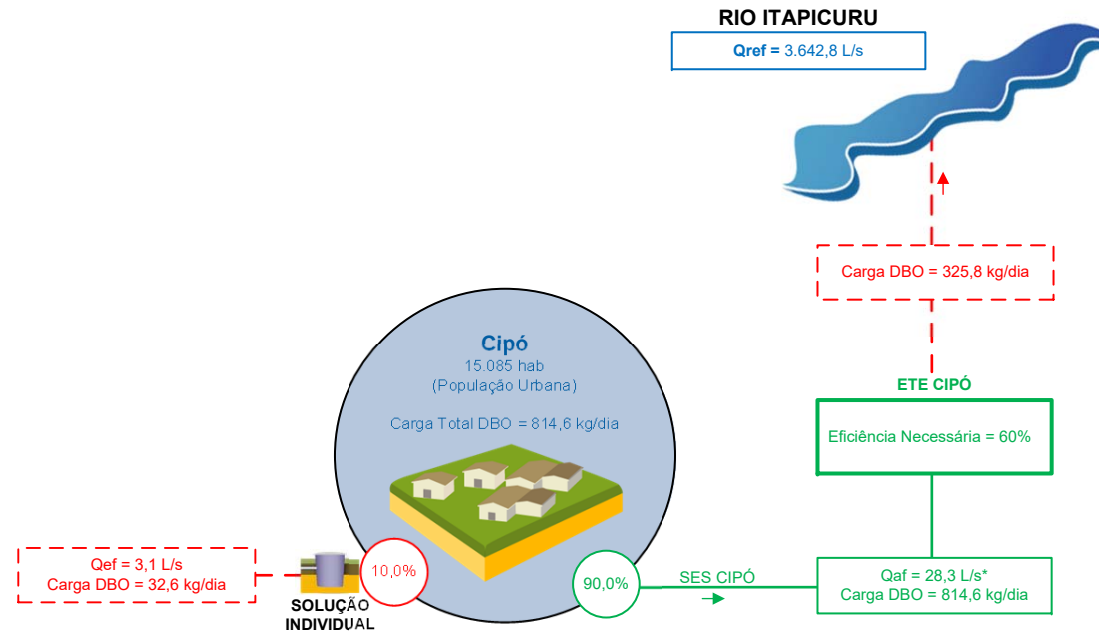 RIO ITAPICURU
Qref = 3.642,8 L/s
Carga DBO = 325,8 kg/dia
ETE CIPÓ
Eficiência Necessária = 60%
Cipó
15.085 hab
(População Urbana)
Carga Total DBO = 814,6 kg/dia
Qef = 3,1 L/s
Carga DBO = 32,6 kg/dia
SOLUÇÃO
INDIVIDUAL
10,0%
90,0%
SES CIPÓ
Qaf = 28,3 L/s*
Carga DBO = 814,6 kg/dia